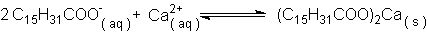 2 C₁₅H₃₁COO⁻(aq) + Ca²⁺(aq) ⇌ (C₁₅H₃₁COO)₂Ca(s)